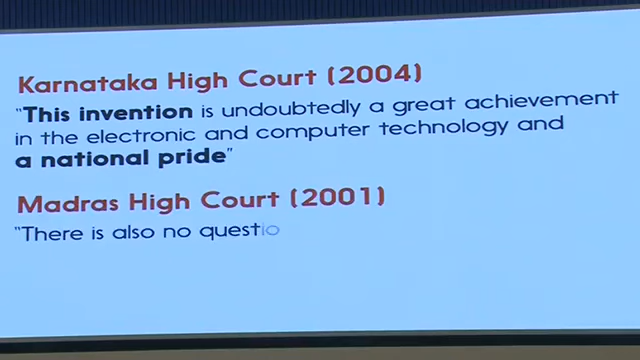 Karnataka High Court (2004)
"This invention is undoubtedly a great achievement
in the electronic and computer technology and
a national pride"
Madras High Court (2001)
"There is also no questio